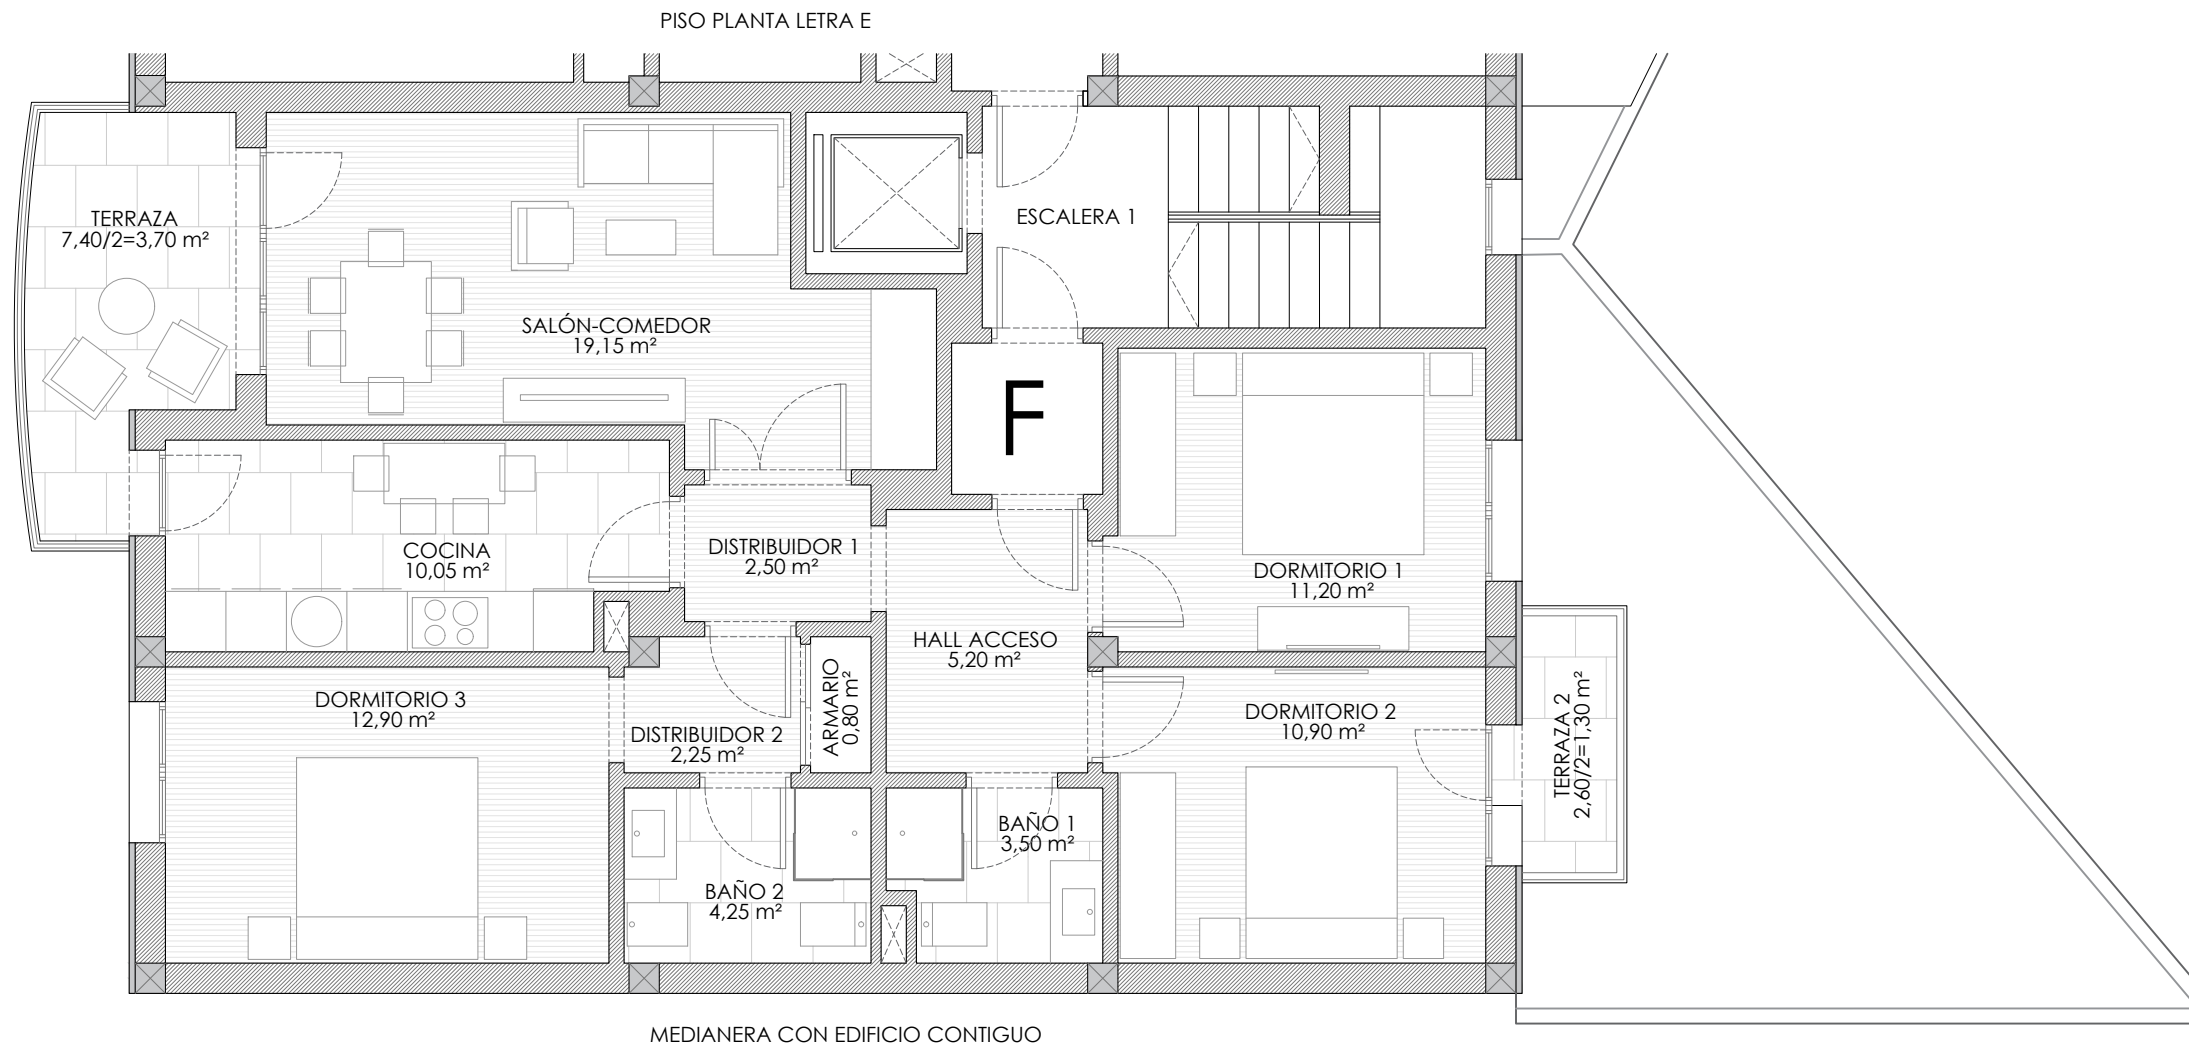 PISO PLANTA LETRA E
TERRAZA
7,40/2=3,70 m²
ESCALERA 1
SALÓN-COMEDOR
19,15 m²
F
COCINA
10,05 m²
DISTRIBUIDOR 1
2,50 m²
DORMITORIO 1
11,20 m²
HALL ACCESO
5,20 m²
DORMITORIO 3
12,90 m²
DISTRIBUIDOR 2
2,25 m²
ARMARIO
0,80 m²
DORMITORIO 2
10,90 m²
TERRAZA 2
2,60/2=1,30 m²
BAÑO 2
4,25 m²
BAÑO 1
3,50 m²
MEDIANERA CON EDIFICIO CONTIGUO